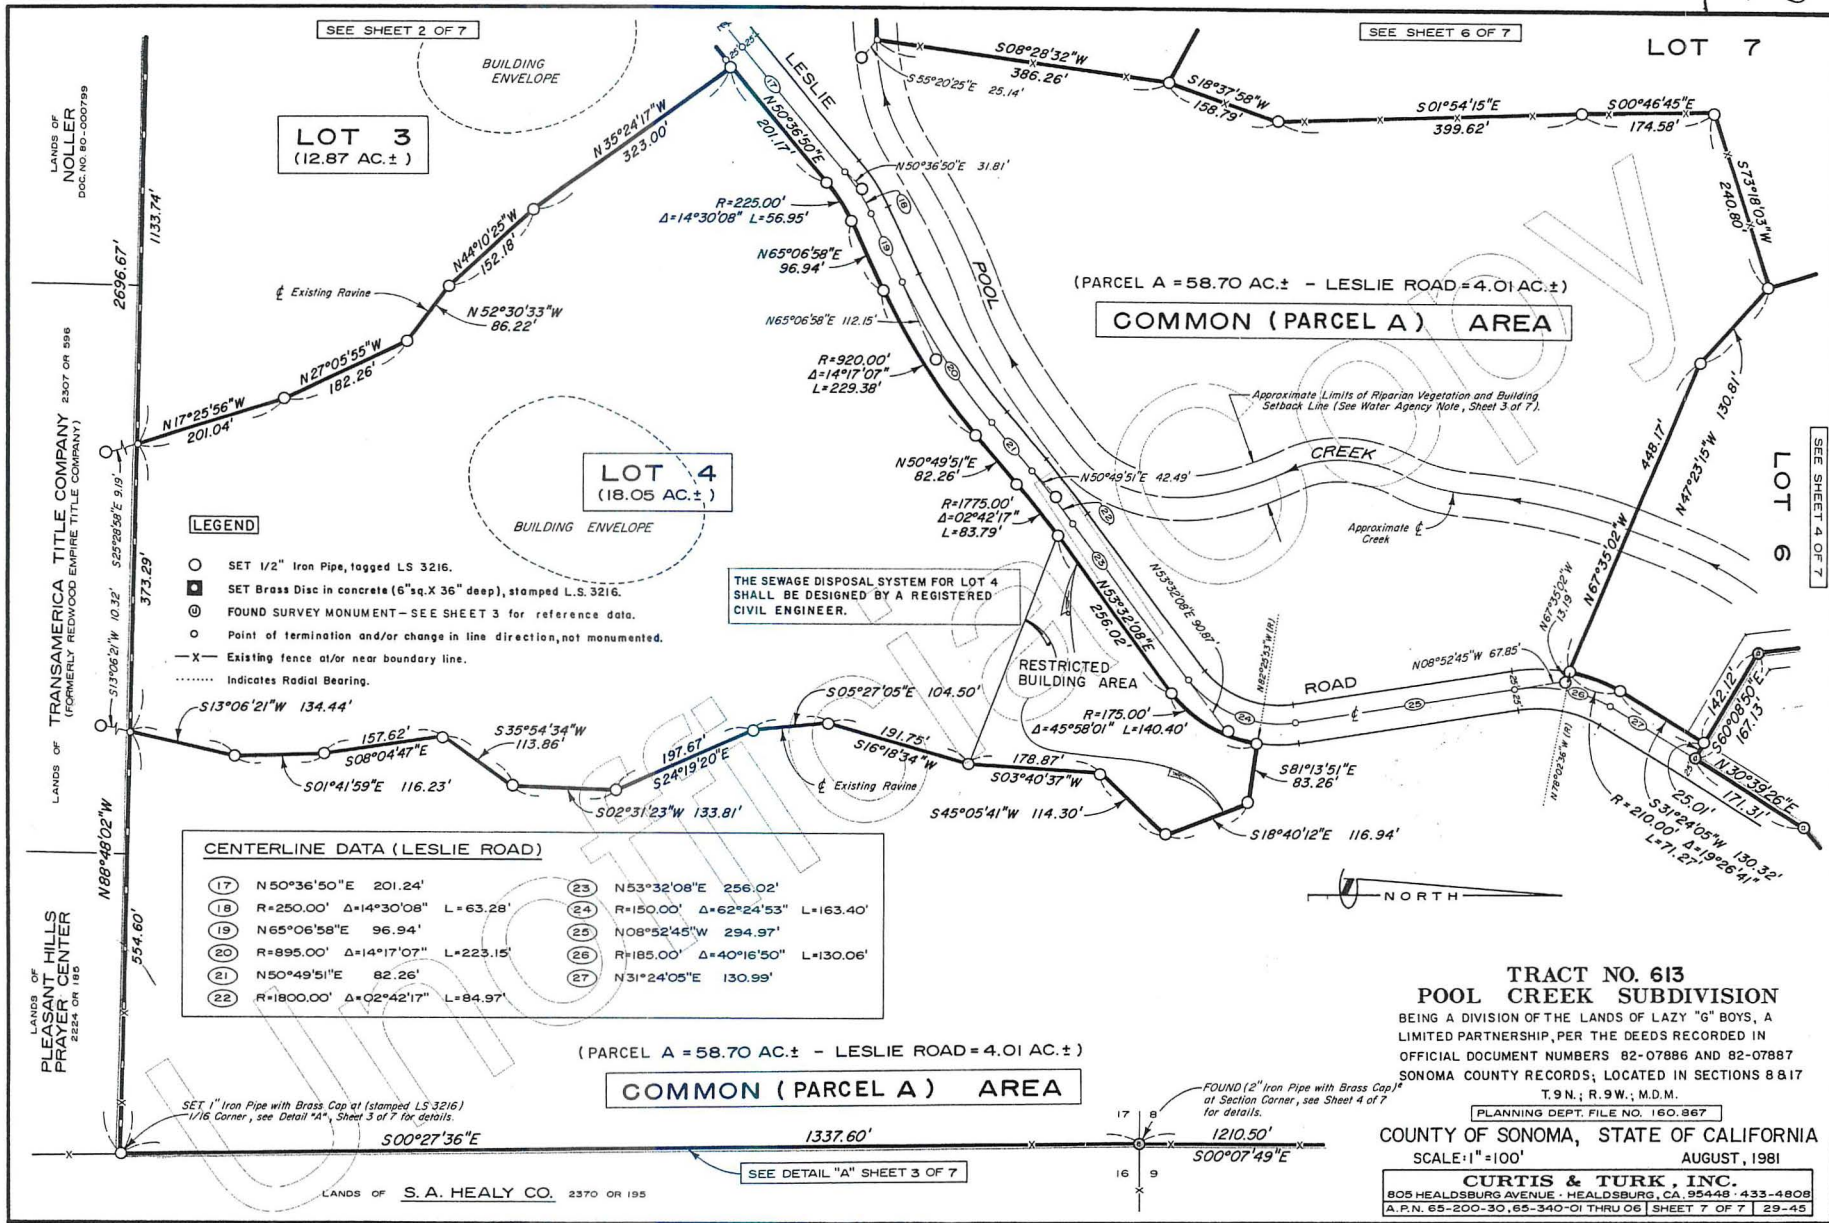 SEE SHEET 2 OF 7
SEE SHEET 6 OF 7
LOT 7
BUILDING
ENVELOPE
LOT 3
(12.87 AC.±)
LANDS OF
NOLLER
DOC. NO. 80-0000799
1133.74'
2696.67'
N35°24'17"W
323.00'
N44°10'25"W
152.18'
₵ Existing Ravine
N52°30'33"W
86.22'
N27°05'55"W
182.26'
N17°25'56"W
201.04'
LESLIE
25'
25'
17
N50°36'50"E
201.17'
S55°20'25"E 25.14'
S08°28'32"W
386.26'
S18°37'58"W
158.79'
S01°54'15"E
399.62'
S00°46'45"E
174.58'
S73°18'03"W
240.80'
N50°36'50"E 31.81'
18
R=225.00'
Δ=14°30'08" L=56.95'
19
N65°06'58"E
96.94'
N65°06'58"E 112.15'
R=920.00'
Δ=14°17'07"
L=229.38'
20
POOL
(PARCEL A = 58.70 AC.± - LESLIE ROAD = 4.01 AC.±)
COMMON (PARCEL A) AREA
Approximate Limits of Riparian Vegetation and Building
Setback Line (See Water Agency Note, Sheet 3 of 7).
CREEK
Approximate ₵
Creek
N47°23'15"W 130.81'
448.17'
N67°35'02"W
LOT 6
SEE SHEET 4 OF 7
LANDS OF TRANSAMERICA TITLE COMPANY 2307 OR 596
(FORMERLY REDWOOD EMPIRE TITLE COMPANY)
S25°28'58"E 9.19'
373.29'
S13°06'21"W 10.32'
LOT 4
(18.05 AC.±)
BUILDING ENVELOPE
21
N50°49'51"E
82.26'
N50°49'51"E 42.49'
R=1775.00'
Δ=02°42'17"
L=83.79'
22
23
N53°32'08"E 90.87'
N53°32'08"E
256.02'
LEGEND
SET 1/2" Iron Pipe, tagged LS 3216.
SET Brass Disc in concrete (6"sq. X 36" deep), stamped L.S. 3216.
FOUND SURVEY MONUMENT - SEE SHEET 3 for reference data.
Point of termination and/or change in line direction, not monumented.
—X— Existing fence at/or near boundary line.
........ Indicates Radial Bearing.
THE SEWAGE DISPOSAL SYSTEM FOR LOT 4
SHALL BE DESIGNED BY A REGISTERED
CIVIL ENGINEER.
RESTRICTED
BUILDING AREA
N82°25'53"W (R)
ROAD
N08°52'45"W 67.85'
N67°35'02"W
13.19'
R=175.00'
Δ=45°58'01" L=140.40'
24
₵
25
25'
25'
26
27
142.12'
S60°08'50"E
167.13'
N30°39'26"E
171.31'
25.01'
S31°24'05"W 130.32'
R=210.00' Δ=19°26'41"
L=71.27'
N78°02'36"W (R)
S81°13'51"E
83.26'
S13°06'21"W 134.44'
S01°41'59"E 116.23'
157.62'
S08°04'47"E
S35°54'34"W
113.86'
S02°31'23"W 133.81'
197.67'
S24°19'20"E
S05°27'05"E 104.50'
191.75'
S16°18'34"W
₵ Existing Ravine
178.87'
S03°40'37"W
S45°05'41"W 114.30'
S18°40'12"E 116.94'
N88°48'02"W
554.60'
LANDS OF
PLEASANT HILLS
PRAYER CENTER
2224 OR 185
CENTERLINE DATA (LESLIE ROAD)
17 N50°36'50"E 201.24'
18 R=250.00' Δ=14°30'08" L=63.28'
19 N65°06'58"E 96.94'
20 R=895.00' Δ=14°17'07" L=223.15'
21 N50°49'51"E 82.26'
22 R=1800.00' Δ=02°42'17" L=84.97'
23 N53°32'08"E 256.02'
24 R=150.00' Δ=62°24'53" L=163.40'
25 N08°52'45"W 294.97'
26 R=185.00' Δ=40°16'50" L=130.06'
27 N31°24'05"E 130.99'
NORTH
(PARCEL A = 58.70 AC.± - LESLIE ROAD = 4.01 AC.±)
COMMON (PARCEL A) AREA
SET 1" Iron Pipe with Brass Cap at (stamped LS 3216)
1/16 Corner, see Detail "A", Sheet 3 of 7 for details.
FOUND (2" Iron Pipe with Brass Cap)
at Section Corner, see Sheet 4 of 7
for details.
17 8
16 9
S00°27'36"E
1337.60'
1210.50'
S00°07'49"E
SEE DETAIL "A" SHEET 3 OF 7
LANDS OF S. A. HEALY CO. 2370 OR 195
TRACT NO. 613
POOL CREEK SUBDIVISION
BEING A DIVISION OF THE LANDS OF LAZY "G" BOYS, A
LIMITED PARTNERSHIP, PER THE DEEDS RECORDED IN
OFFICIAL DOCUMENT NUMBERS 82-07886 AND 82-07887
SONOMA COUNTY RECORDS; LOCATED IN SECTIONS 8 & 17
T. 9 N.; R. 9 W.; M.D.M.
PLANNING DEPT. FILE NO. 160.867
COUNTY OF SONOMA, STATE OF CALIFORNIA
SCALE: 1" = 100' AUGUST, 1981
CURTIS & TURK, INC.
805 HEALDSBURG AVENUE · HEALDSBURG, CA. 95448 · 433-4808
A.P.N. 65-200-30, 65-340-01 THRU 06 SHEET 7 OF 7 29-45
Unofficial Copy